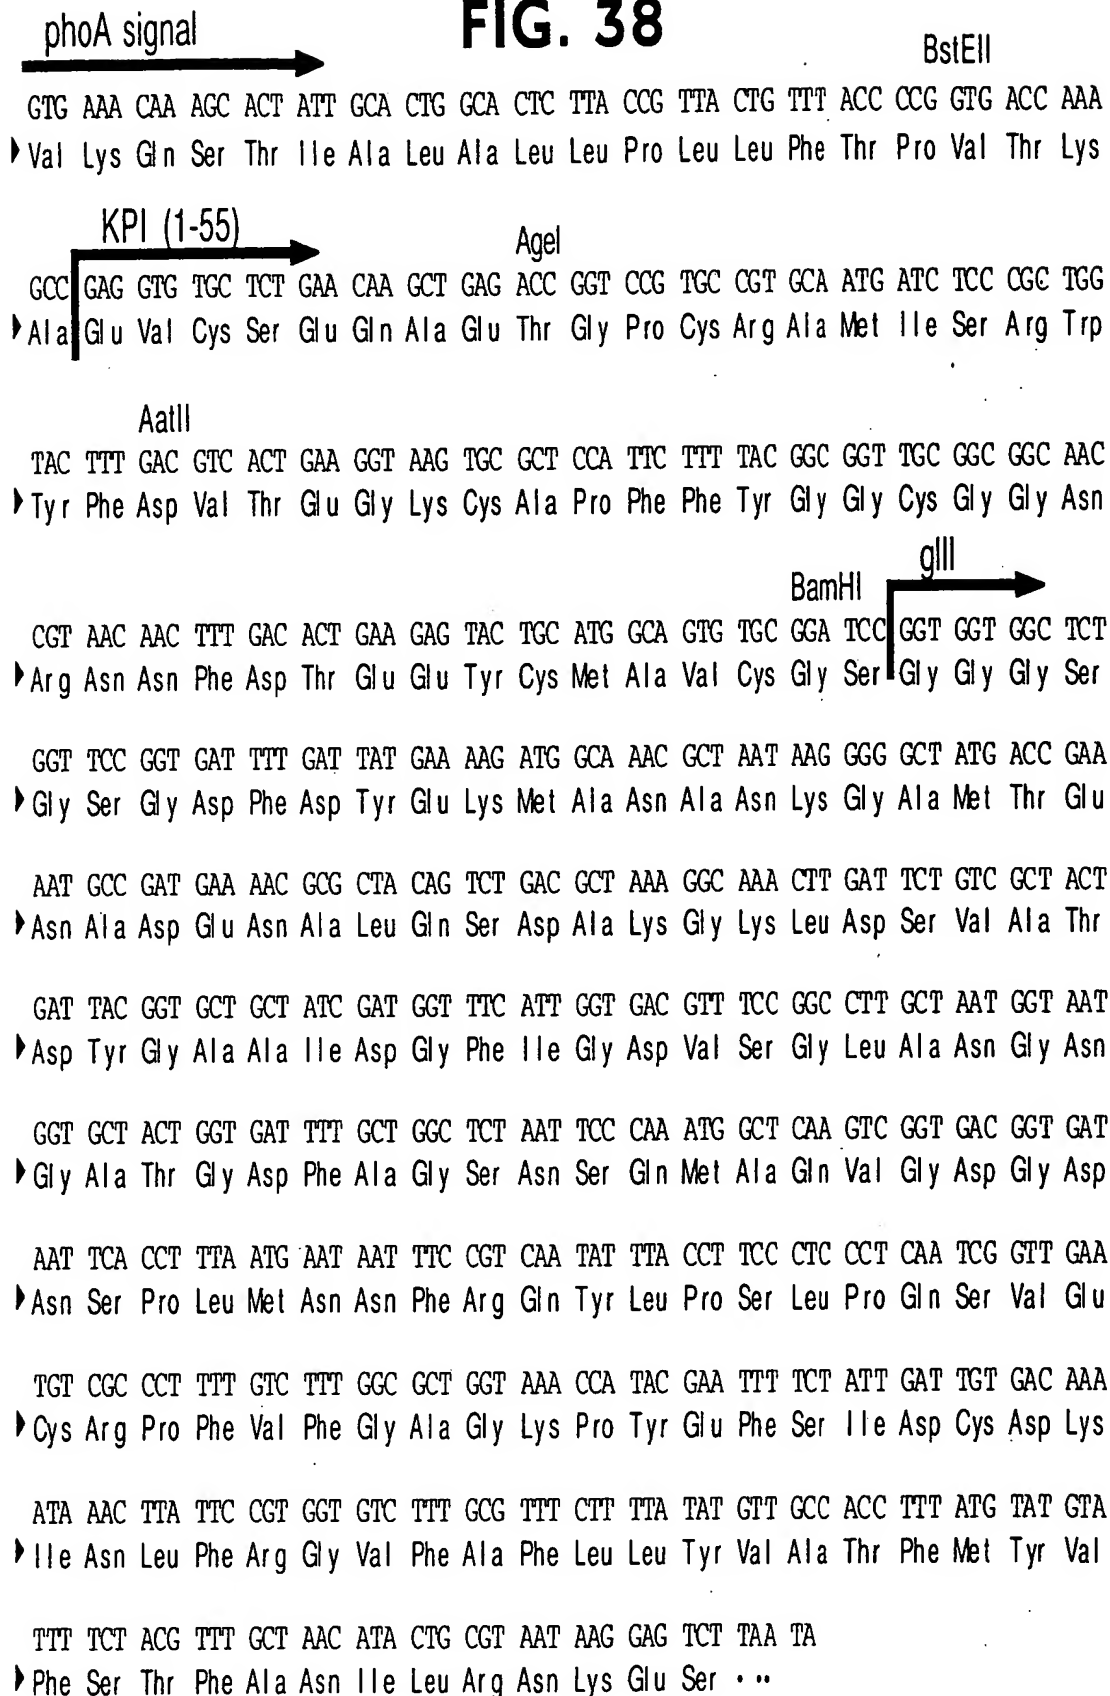 FIG. 38
phoA signal
BstEII
GTG AAA CAA AGC ACT ATT GCA CTG GCA CTC TTA CCG TTA CTG TTT ACC CCG GTG ACC AAA
Val Lys Gln Ser Thr Ile Ala Leu Ala Leu Leu Pro Leu Leu Phe Thr Pro Val Thr Lys
KPI (1-55)
AgeI
GCC GAG GTG TGC TCT GAA CAA GCT GAG ACC GGT CCG TGC CGT GCA ATG ATC TCC CGC TGG
Ala Glu Val Cys Ser Glu Gln Ala Glu Thr Gly Pro Cys Arg Ala Met Ile Ser Arg Trp
AatII
TAC TTT GAC GTC ACT GAA GGT AAG TGC GCT CCA TTC TTT TAC GGC GGT TGC GGC GGC AAC
Tyr Phe Asp Val Thr Glu Gly Lys Cys Ala Pro Phe Phe Tyr Gly Gly Cys Gly Gly Asn
BamHI
gIII
CGT AAC AAC TTT GAC ACT GAA GAG TAC TGC ATG GCA GTG TGC GGA TCC GGT GGT GGC TCT
Arg Asn Asn Phe Asp Thr Glu Glu Tyr Cys Met Ala Val Cys Gly Ser Gly Gly Gly Ser
GGT TCC GGT GAT TTT GAT TAT GAA AAG ATG GCA AAC GCT AAT AAG GGG GCT ATG ACC GAA
Gly Ser Gly Asp Phe Asp Tyr Glu Lys Met Ala Asn Ala Asn Lys Gly Ala Met Thr Glu
AAT GCC GAT GAA AAC GCG CTA CAG TCT GAC GCT AAA GGC AAA CTT GAT TCT GTC GCT ACT
Asn Ala Asp Glu Asn Ala Leu Gln Ser Asp Ala Lys Gly Lys Leu Asp Ser Val Ala Thr
GAT TAC GGT GCT GCT ATC GAT GGT TTC ATT GGT GAC GTT TCC GGC CTT GCT AAT GGT AAT
Asp Tyr Gly Ala Ala Ile Asp Gly Phe Ile Gly Asp Val Ser Gly Leu Ala Asn Gly Asn
GGT GCT ACT GGT GAT TTT GCT GGC TCT AAT TCC CAA ATG GCT CAA GTC GGT GAC GGT GAT
Gly Ala Thr Gly Asp Phe Ala Gly Ser Asn Ser Gln Met Ala Gln Val Gly Asp Gly Asp
AAT TCA CCT TTA ATG AAT AAT TTC CGT CAA TAT TTA CCT TCC CTC CCT CAA TCG GTT GAA
Asn Ser Pro Leu Met Asn Asn Phe Arg Gln Tyr Leu Pro Ser Leu Pro Gln Ser Val Glu
TGT CGC CCT TTT GTC TTT GGC GCT GGT AAA CCA TAC GAA TTT TCT ATT GAT TGT GAC AAA
Cys Arg Pro Phe Val Phe Gly Ala Gly Lys Pro Tyr Glu Phe Ser Ile Asp Cys Asp Lys
ATA AAC TTA TTC CGT GGT GTC TTT GCG TTT CTT TTA TAT GTT GCC ACC TTT ATG TAT GTA
Ile Asn Leu Phe Arg Gly Val Phe Ala Phe Leu Leu Tyr Val Ala Thr Phe Met Tyr Val
TTT TCT ACG TTT GCT AAC ATA CTG CGT AAT AAG GAG TCT TAA TA
Phe Ser Thr Phe Ala Asn Ile Leu Arg Asn Lys Glu Ser • ••